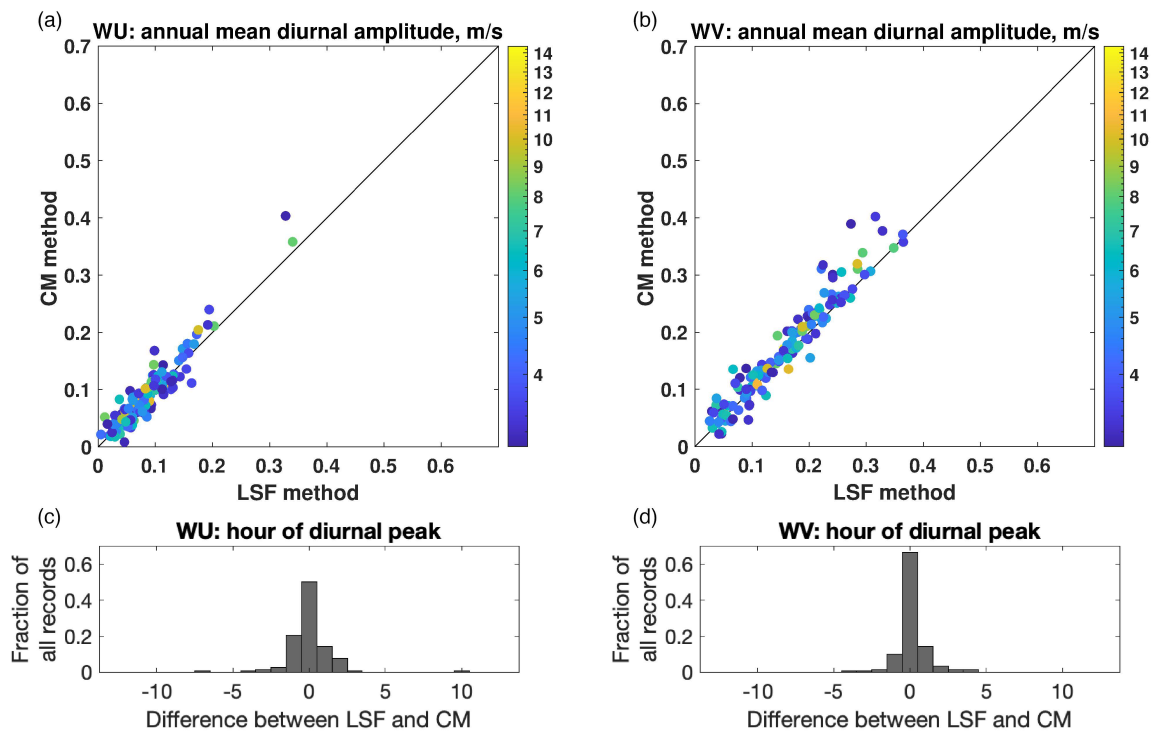 (a)
WU: annual mean diurnal amplitude, m/s
0.7
0.6
0.5
0.4
0.3
0.2
0.1
0
CM method
0 0.1 0.2 0.3 0.4 0.5 0.6
LSF method
14
13
12
11
10
9
8
7
6
5
4
(b)
WV: annual mean diurnal amplitude, m/s
0.7
0.6
0.5
0.4
0.3
0.2
0.1
0
CM method
0 0.1 0.2 0.3 0.4 0.5 0.6
LSF method
14
13
12
11
10
9
8
7
6
5
4
(c)
WU: hour of diurnal peak
Fraction of
all records
0.6
0.4
0.2
0
-10 -5 0 5 10
Difference between LSF and CM
(d)
WV: hour of diurnal peak
Fraction of
all records
0.6
0.4
0.2
0
-10 -5 0 5 10
Difference between LSF and CM